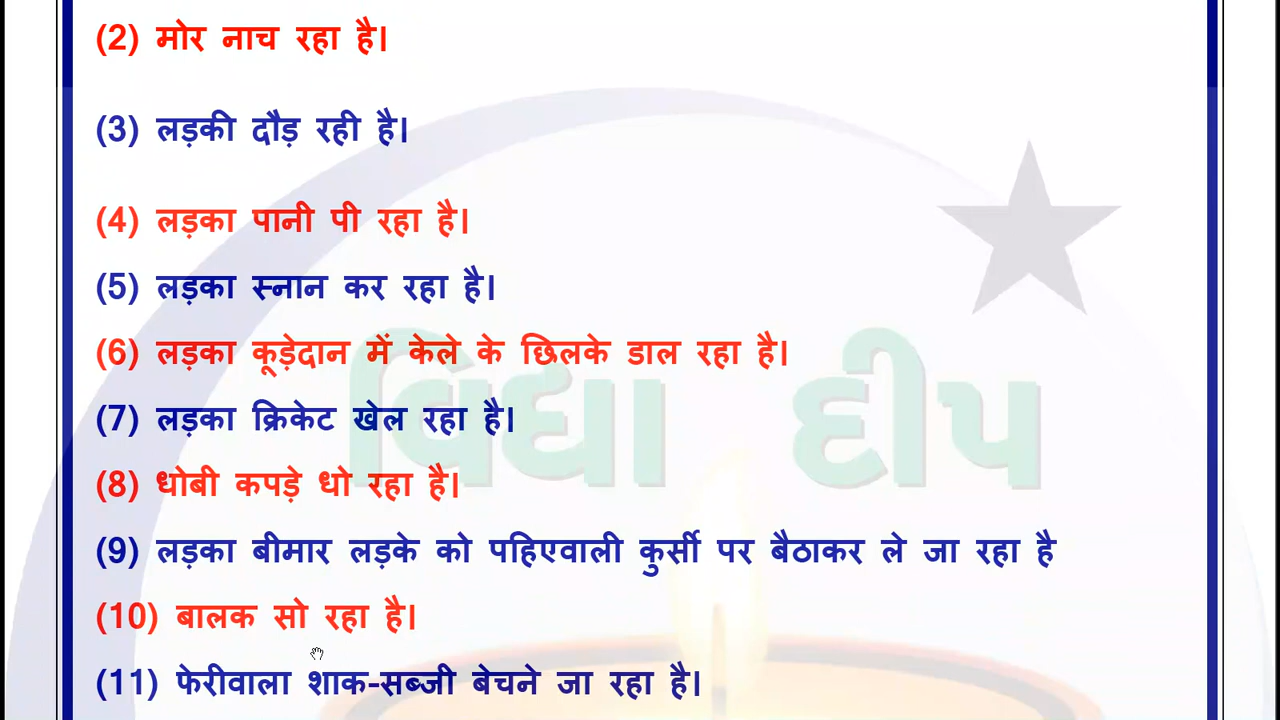 (2) मोर नाच रहा है।
(3) लड़की दौड़ रही है।
(4) लड़का पानी पी रहा है।
(5) लड़का स्नान कर रहा है।
(6) लड़का कूड़ेदान में केले के छिलके डाल रहा है।
વિદ્યા દીપ
(7) लड़का क्रिकेट खेल रहा है।
(8) धोबी कपड़े धो रहा है।
(9) लड़का बीमार लड़के को पहिएवाली कुर्सी पर बैठाकर ले जा रहा है
(10) बालक सो रहा है।
(11) फेरीवाला शाक-सब्जी बेचने जा रहा है।